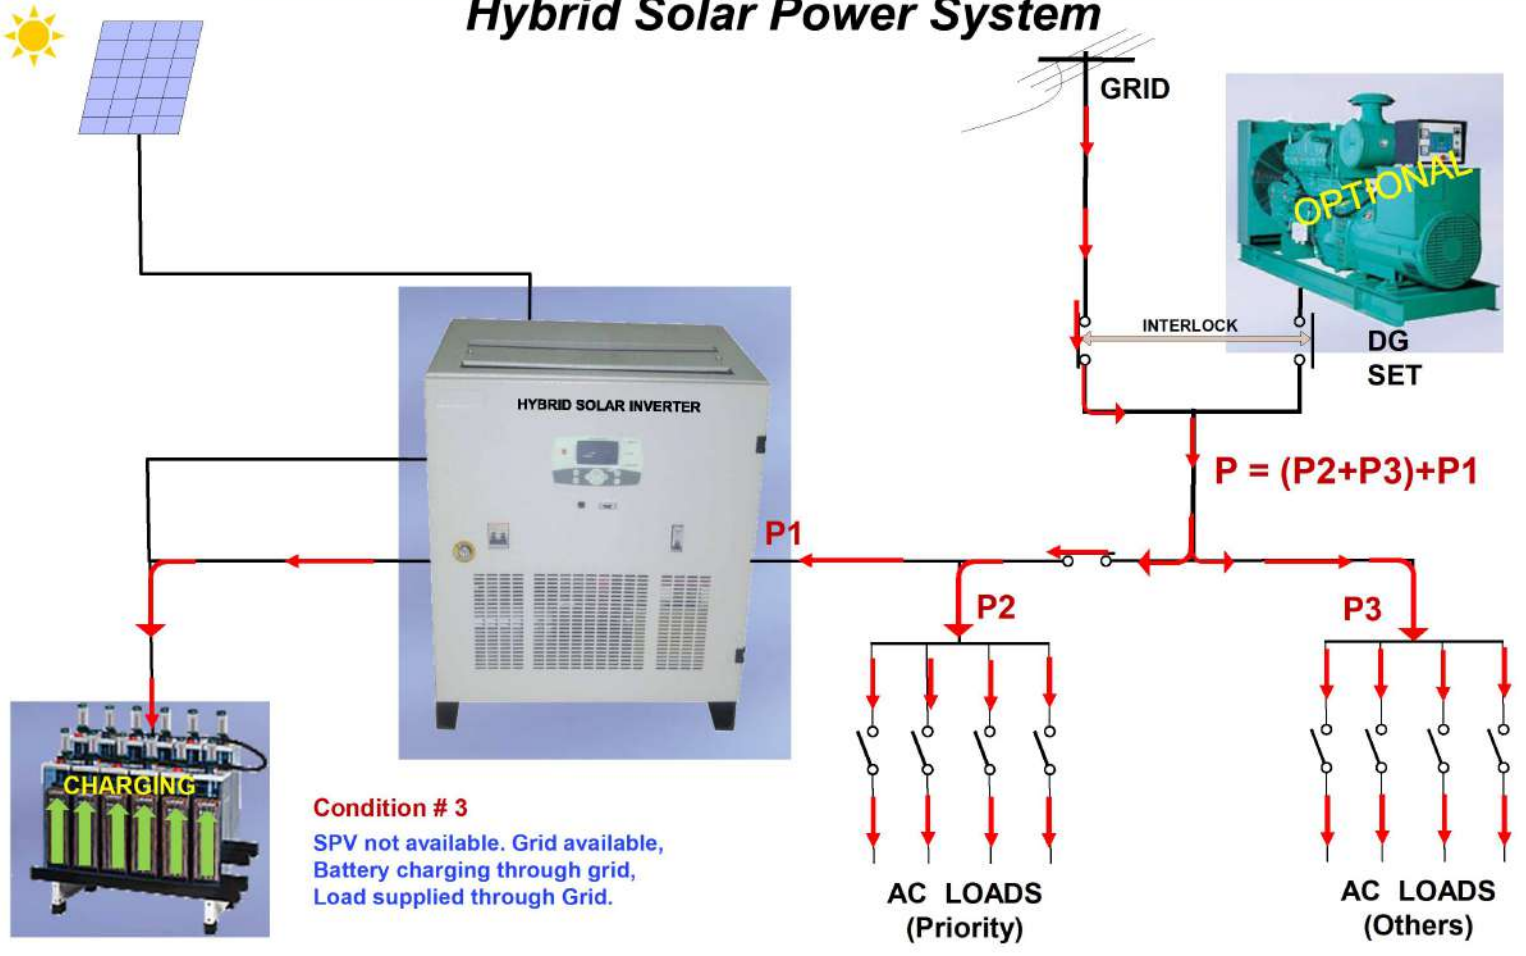 Hybrid Solar Power System
GRID
OPTIONAL
INTERLOCK
DG
SET
HYBRID SOLAR INVERTER
P = (P2+P3)+P1
P1
P2
P3
CHARGING
Condition # 3
SPV not available. Grid available,
Battery charging through grid,
Load supplied through Grid.
AC LOADS
(Priority)
AC LOADS
(Others)